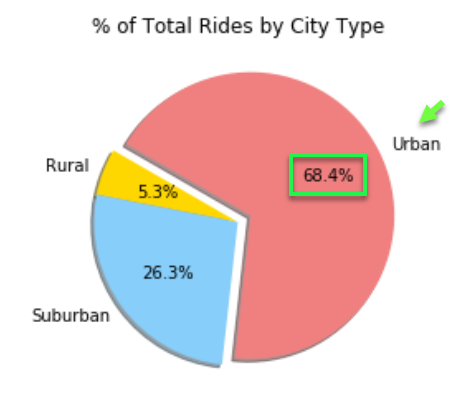 % of Total Rides by City Type
Urban
Rural
68.4%
5.3%
26.3%
Suburban